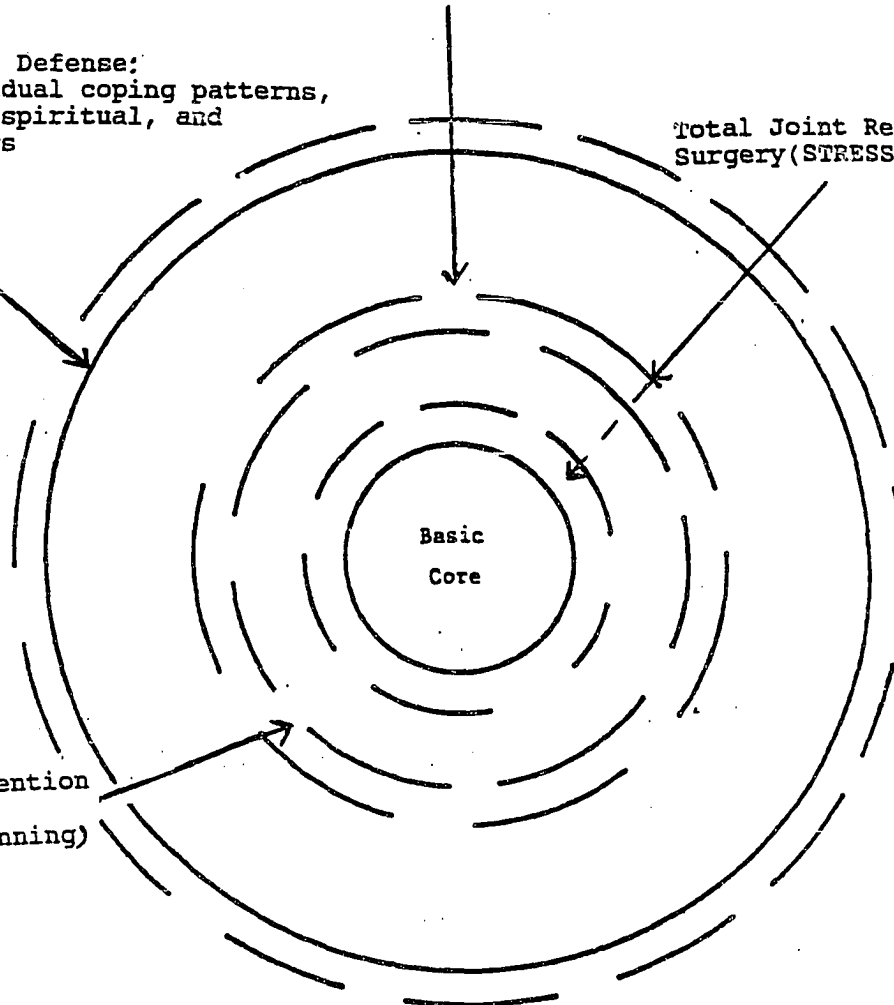 Defense:
dual coping patterns,
spiritual, and
s
Total Joint Re
Surgery(STRESS
Basic
Core
ention
nning)